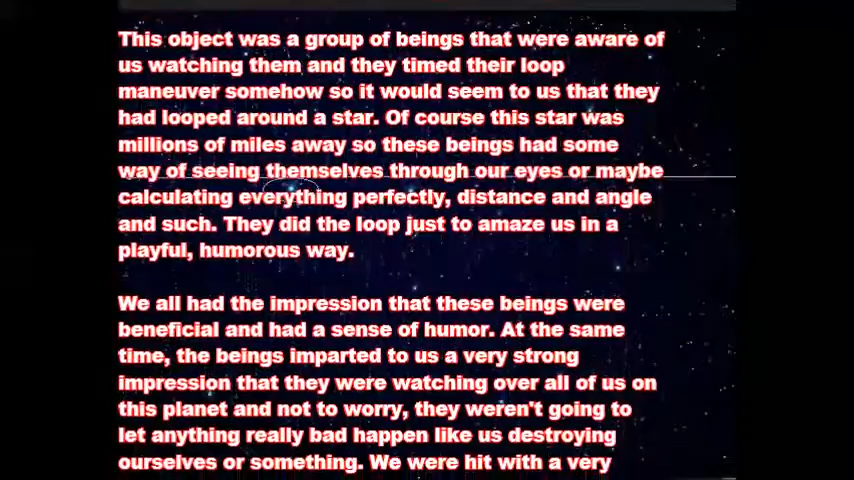 This object was a group of beings that were aware of
us watching them and they timed their loop
maneuver somehow so it would seem to us that they
had looped around a star. Of course this star was
millions of miles away so these beings had some
way of seeing themselves through our eyes or maybe
calculating everything perfectly, distance and angle
and such. They did the loop just to amaze us in a
playful, humorous way.
We all had the impression that these beings were
beneficial and had a sense of humor. At the same
time, the beings imparted to us a very strong
impression that they were watching over all of us on
this planet and not to worry, they weren't going to
let anything really bad happen like us destroying
ourselves or something. We were hit with a very